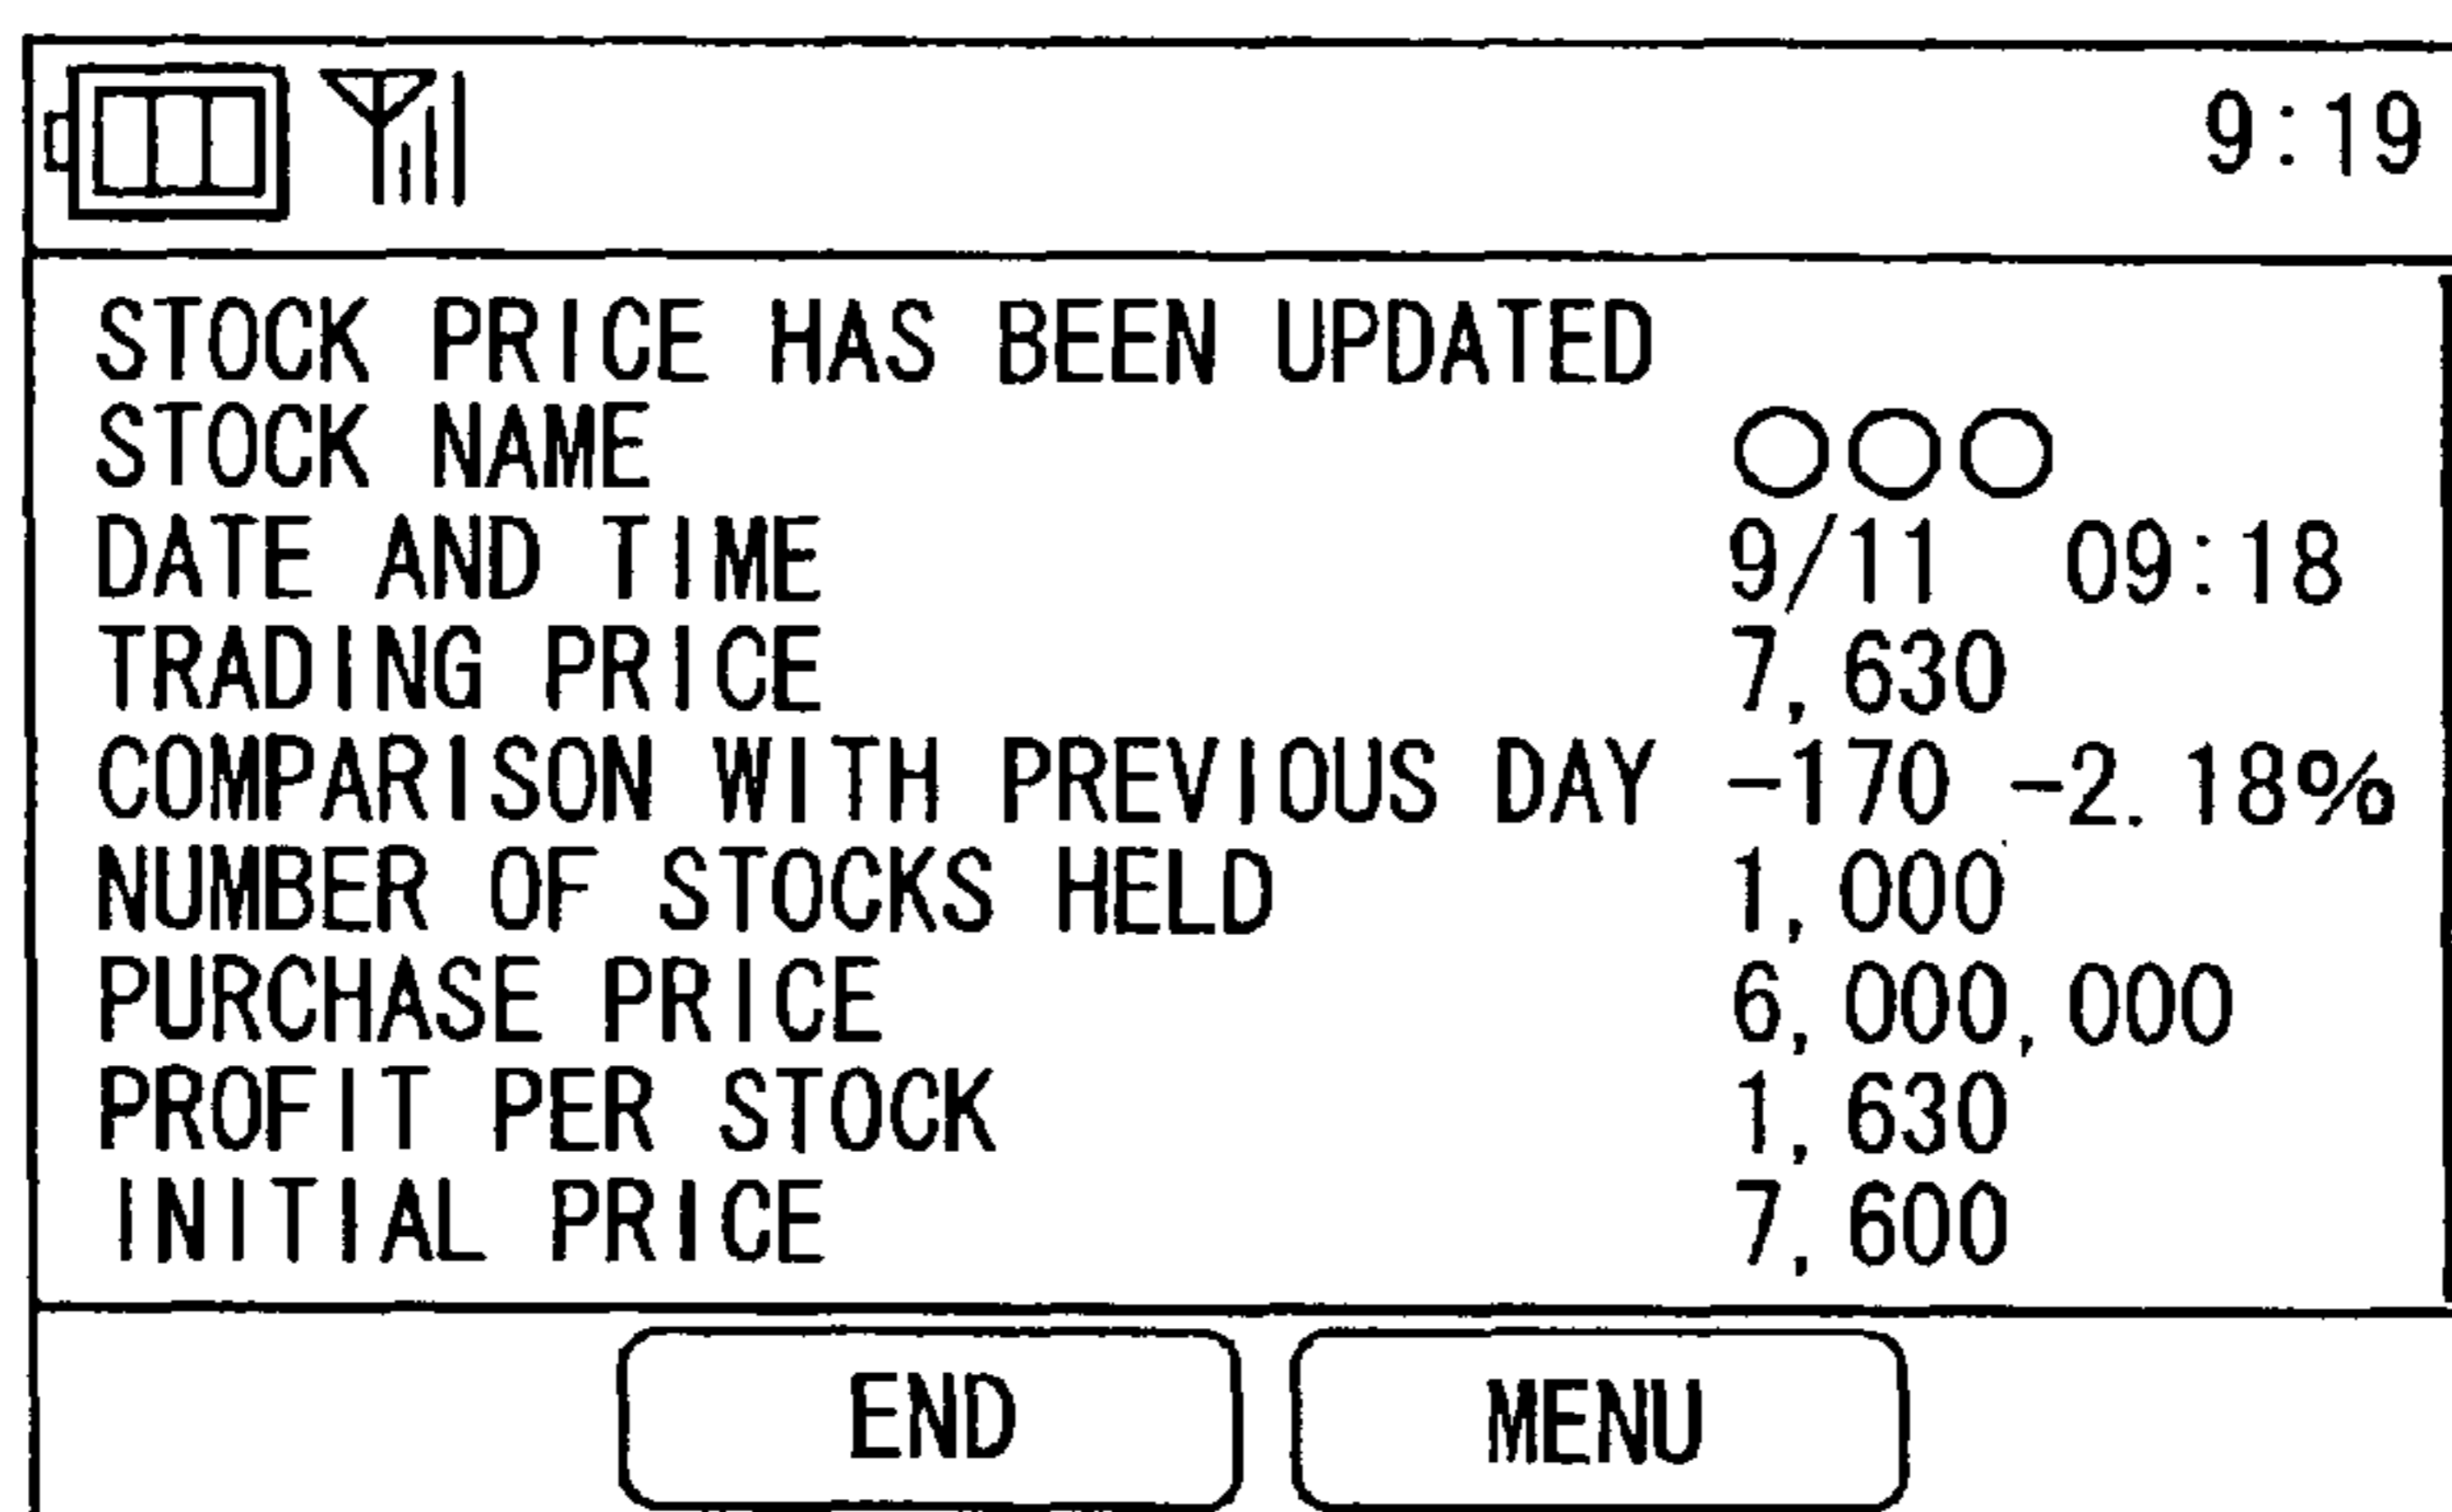 9:19
STOCK PRICE HAS BEEN UPDATED
STOCK NAME ○○○
DATE AND TIME 9/11 09:18
TRADING PRICE 7,630
COMPARISON WITH PREVIOUS DAY -170 -2.18%
NUMBER OF STOCKS HELD 1,000
PURCHASE PRICE 6,000,000
PROFIT PER STOCK 1,630
INITIAL PRICE 7,600
END MENU